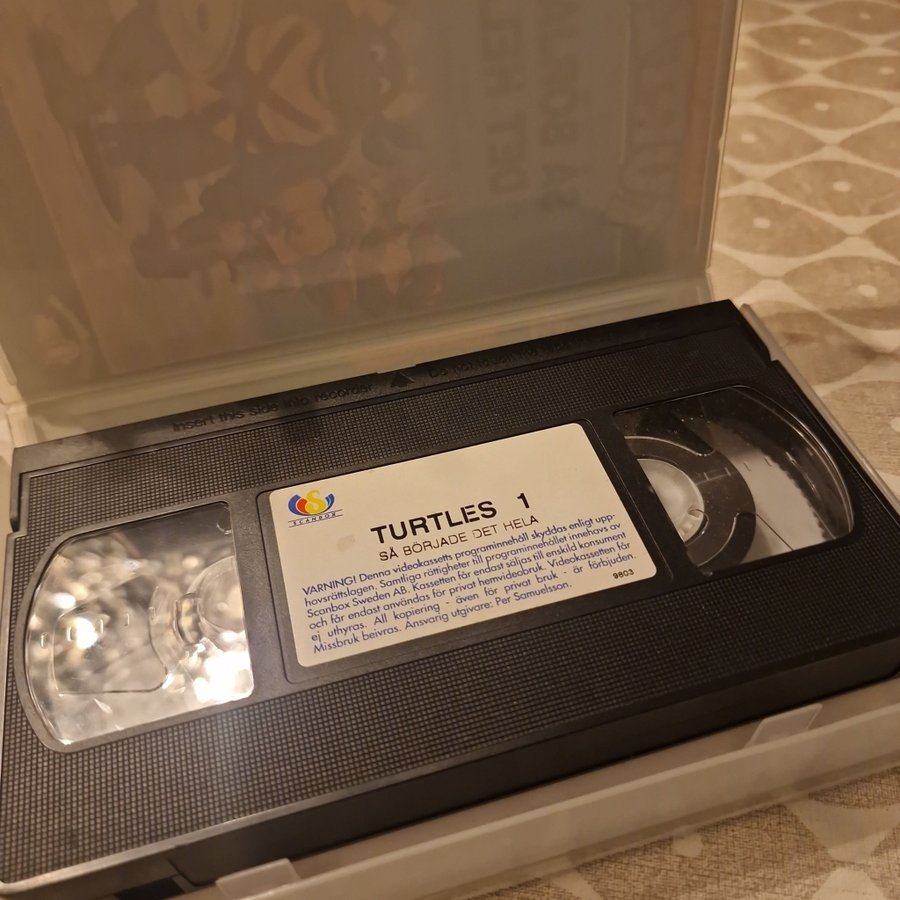 Insert this side into recorder
SCANBOX
TURTLES 1
SÅ BÖRJADE DET HELA
VARNING! Denna videokassetts programinnehåll skyddas enligt upp-
hovsrättslagen. Samtliga rättigheter till programinnehållet innehavs av
Scanbox Sweden AB. Kassetten får endast säljas till enskild konsument
och får endast användas för privat hemvideobruk. Videokassetten får
ej uthyras. All kopiering - även för privat bruk - är förbjuden.
Missbruk beivras. Ansvarig utgivare: Per Samuelsson.
9803